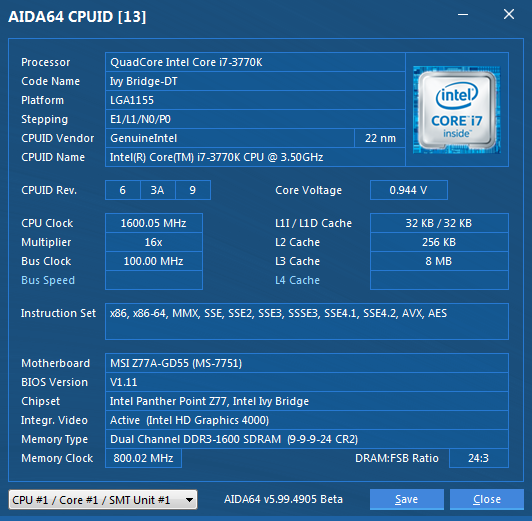 AIDA64 CPUID [13]
Processor QuadCore Intel Core i7-3770K
Code Name Ivy Bridge-DT
Platform LGA1155
Stepping E1/L1/N0/P0
CPUID Vendor GenuineIntel 22 nm
CPUID Name Intel(R) Core(TM) i7-3770K CPU @ 3.50GHz
intel
CORE i7
inside™
CPUID Rev. 6 3A 9 Core Voltage 0.944 V
CPU Clock 1600.05 MHz L1I / L1D Cache 32 KB / 32 KB
Multiplier 16x L2 Cache 256 KB
Bus Clock 100.00 MHz L3 Cache 8 MB
Bus Speed L4 Cache
Instruction Set x86, x86-64, MMX, SSE, SSE2, SSE3, SSSE3, SSE4.1, SSE4.2, AVX, AES
Motherboard MSI Z77A-GD55 (MS-7751)
BIOS Version V1.11
Chipset Intel Panther Point Z77, Intel Ivy Bridge
Integr. Video Active (Intel HD Graphics 4000)
Memory Type Dual Channel DDR3-1600 SDRAM (9-9-9-24 CR2)
Memory Clock 800.02 MHz DRAM:FSB Ratio 24:3
CPU #1 / Core #1 / SMT Unit #1 AIDA64 v5.99.4905 Beta Save Close